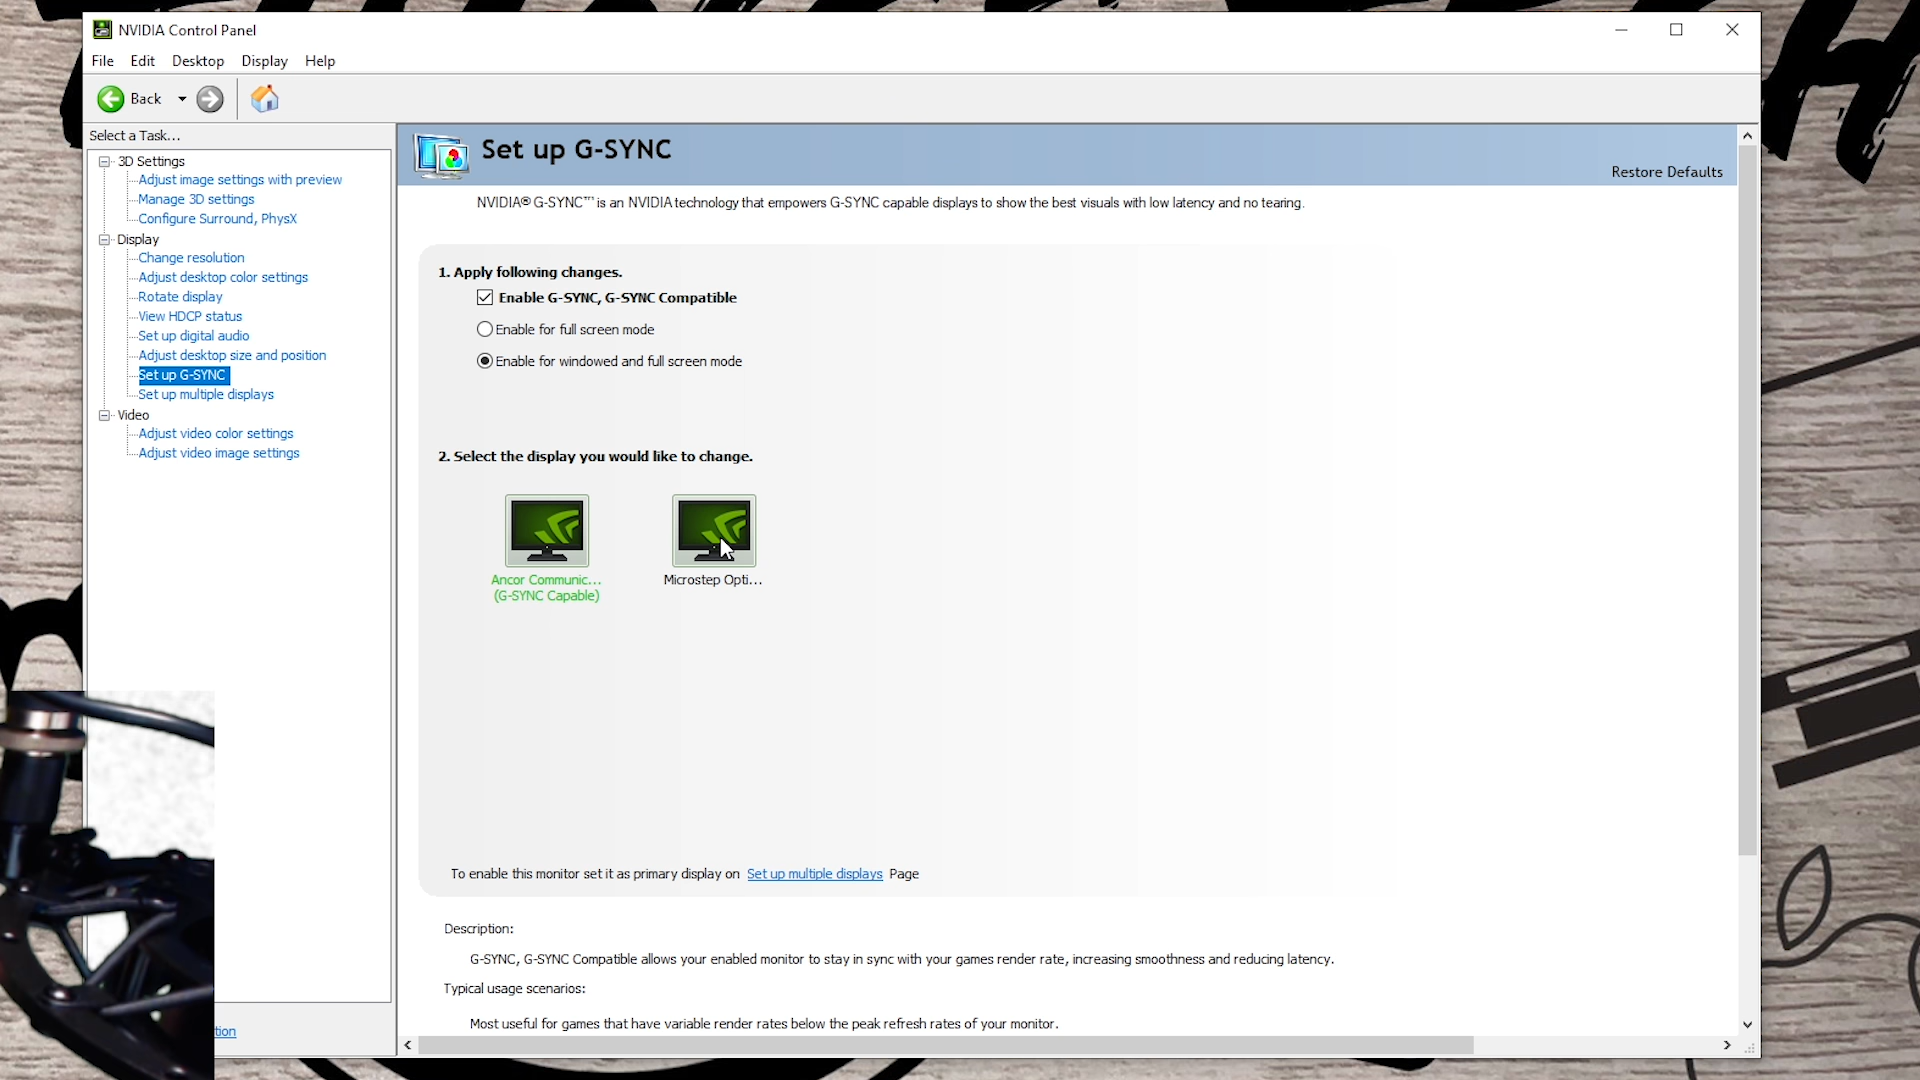 NVIDIA Control Panel
File Edit Desktop Display Help
Back
Select a Task...
3D Settings
Adjust image settings with preview
Manage 3D settings
Configure Surround, PhysX
Display
Change resolution
Adjust desktop color settings
Rotate display
View HDCP status
Set up digital audio
Adjust desktop size and position
Set up G-SYNC
Set up multiple displays
Video
Adjust video color settings
Adjust video image settings
Set up G-SYNC
Restore Defaults
NVIDIA® G-SYNC™ is an NVIDIA technology that empowers G-SYNC capable displays to show the best visuals with low latency and no tearing.
1. Apply following changes.
Enable G-SYNC, G-SYNC Compatible
Enable for full screen mode
Enable for windowed and full screen mode
2. Select the display you would like to change.
Ancor Communic...
(G-SYNC Capable)
Microstep Opti...
To enable this monitor set it as primary display on Set up multiple displays Page
Description:
G-SYNC, G-SYNC Compatible allows your enabled monitor to stay in sync with your games render rate, increasing smoothness and reducing latency.
Typical usage scenarios:
Most useful for games that have variable render rates below the peak refresh rates of your monitor.